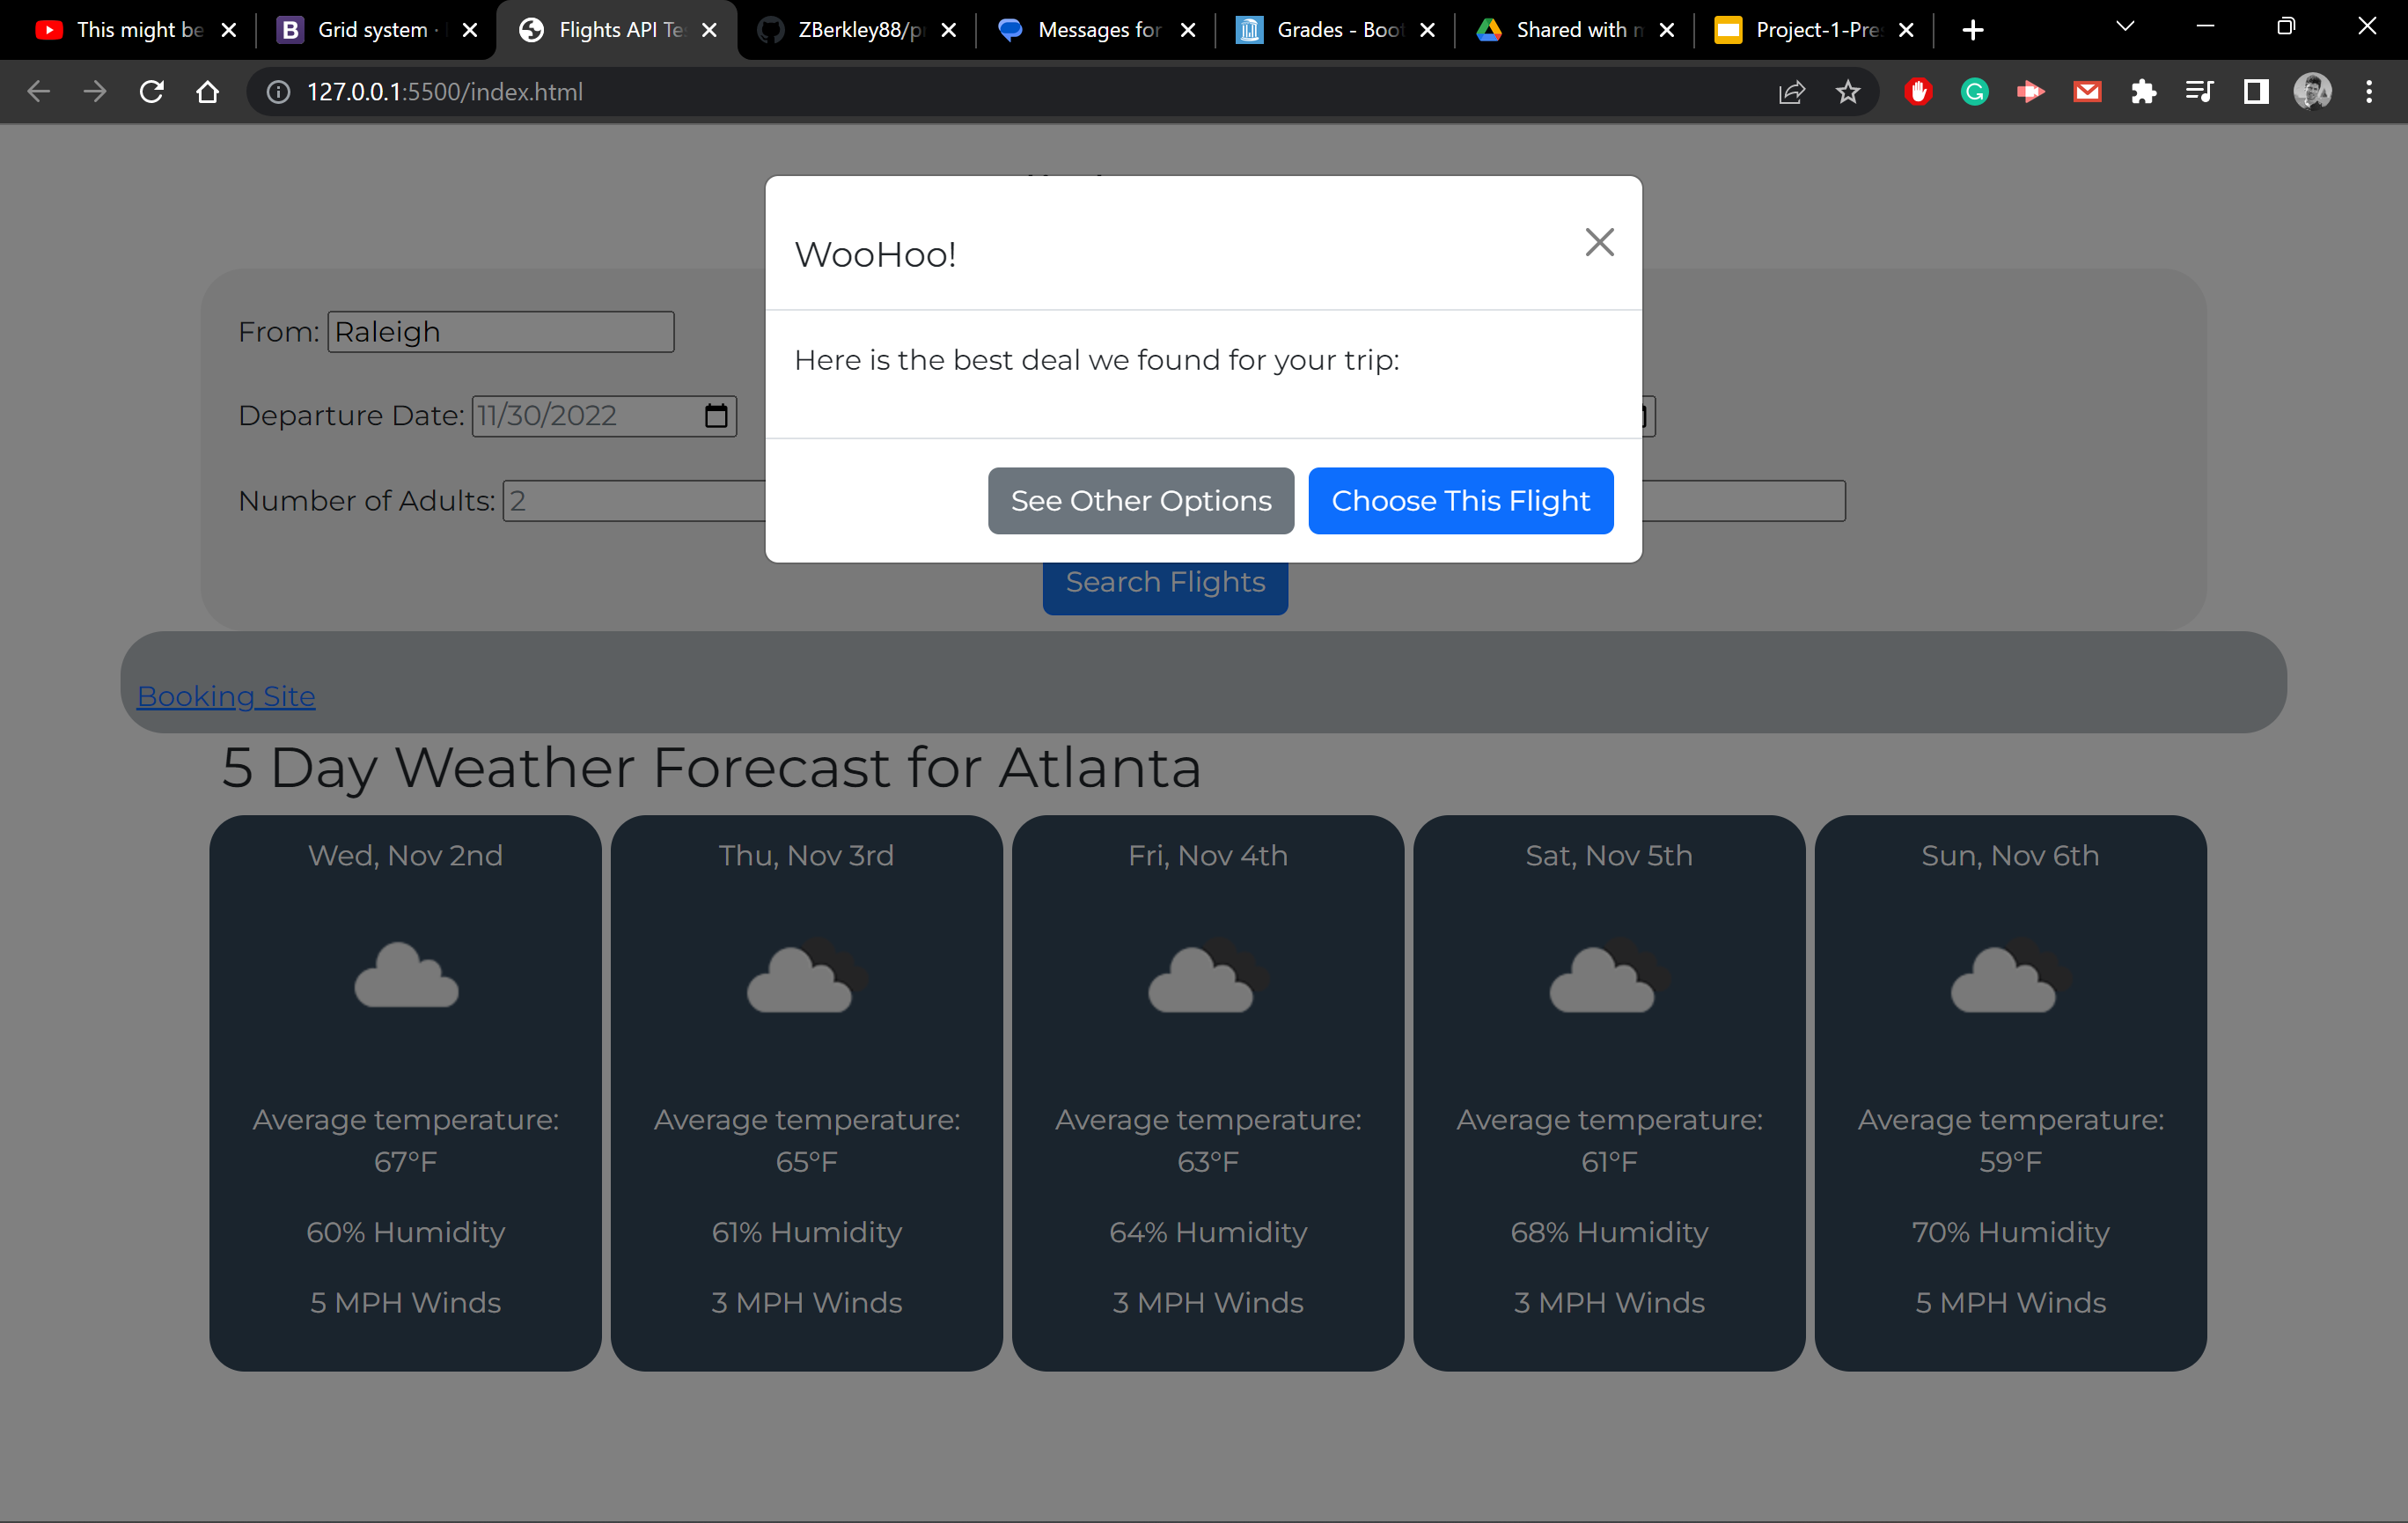 This might be
Grid system ·
Flights API Te
ZBerkley88/p
Messages for
Grades - Boot
Shared with
Project-1-Pre
127.0.0.1:5500/index.html
WooHoo!
Here is the best deal we found for your trip:
See Other Options
Choose This Flight
From: Raleigh
Departure Date: 11/30/2022
Number of Adults: 2
Search Flights
Booking Site
5 Day Weather Forecast for Atlanta
Wed, Nov 2nd
Average temperature:
67°F
60% Humidity
5 MPH Winds
Thu, Nov 3rd
Average temperature:
65°F
61% Humidity
3 MPH Winds
Fri, Nov 4th
Average temperature:
63°F
64% Humidity
3 MPH Winds
Sat, Nov 5th
Average temperature:
61°F
68% Humidity
3 MPH Winds
Sun, Nov 6th
Average temperature:
59°F
70% Humidity
5 MPH Winds